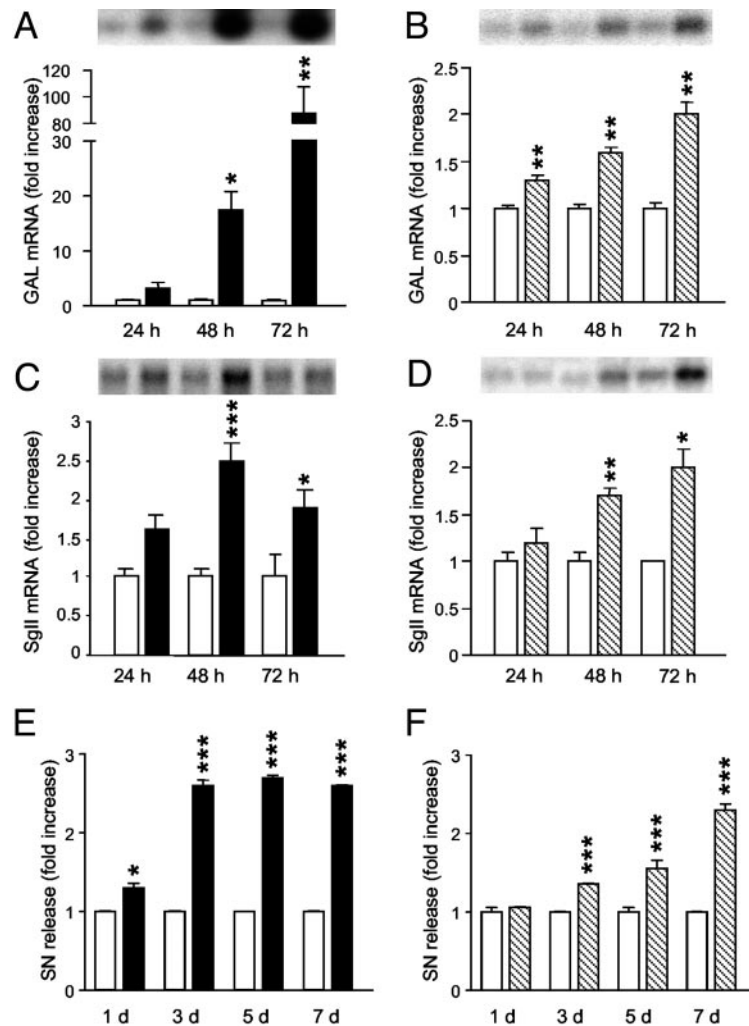 A
GAL mRNA (fold increase)
120
100
80
60
30
20
10
0
*
**
24 h 48 h 72 h
B
GAL mRNA (fold increase)
2.5
2
1.5
1
0.5
0
**
**
**
24 h 48 h 72 h
C
SgII mRNA (fold increase)
3
2.5
2
1.5
1
0.5
0
***
*
24 h 48 h 72 h
D
SgII mRNA (fold increase)
2.5
2
1.5
1
0.5
0
**
*
24 h 48 h 72 h
E
SN release (fold increase)
3
2
1
0
*
***
***
***
1 d 3 d 5 d 7 d
F
SN release (fold increase)
3
2
1
0
***
***
***
1 d 3 d 5 d 7 d